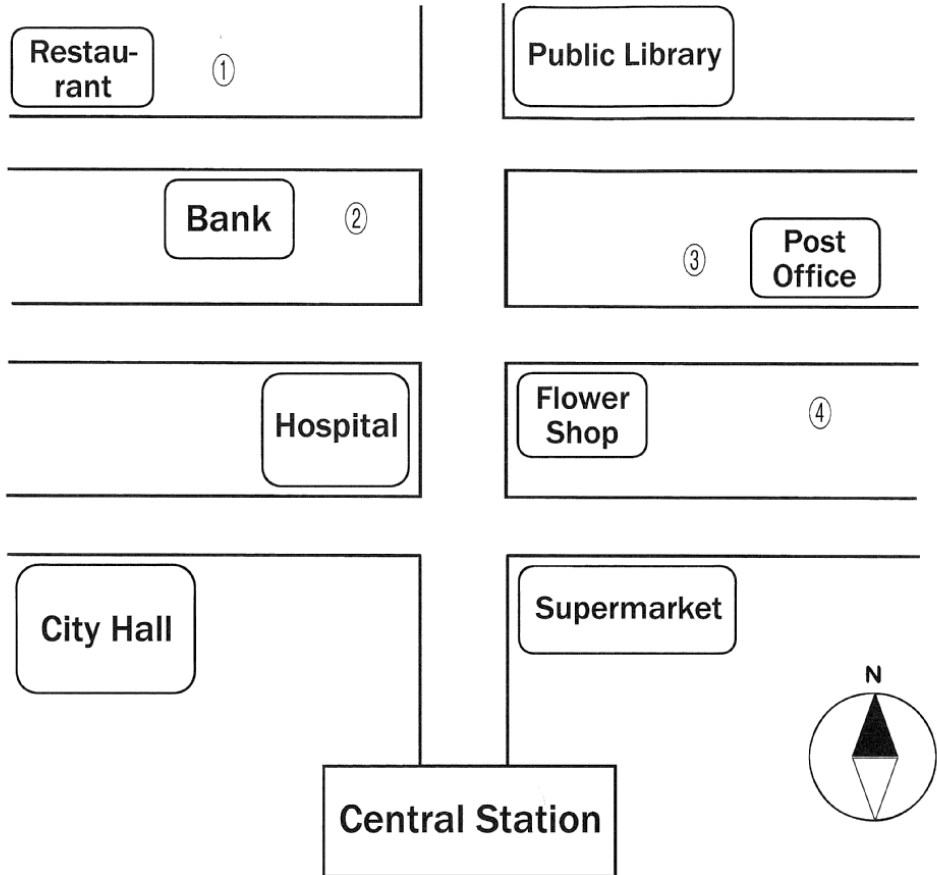 Restau-
rant
①
Public Library
Bank
②
③
Post
Office
Hospital
Flower
Shop
④
City Hall
Supermarket
N
Central Station